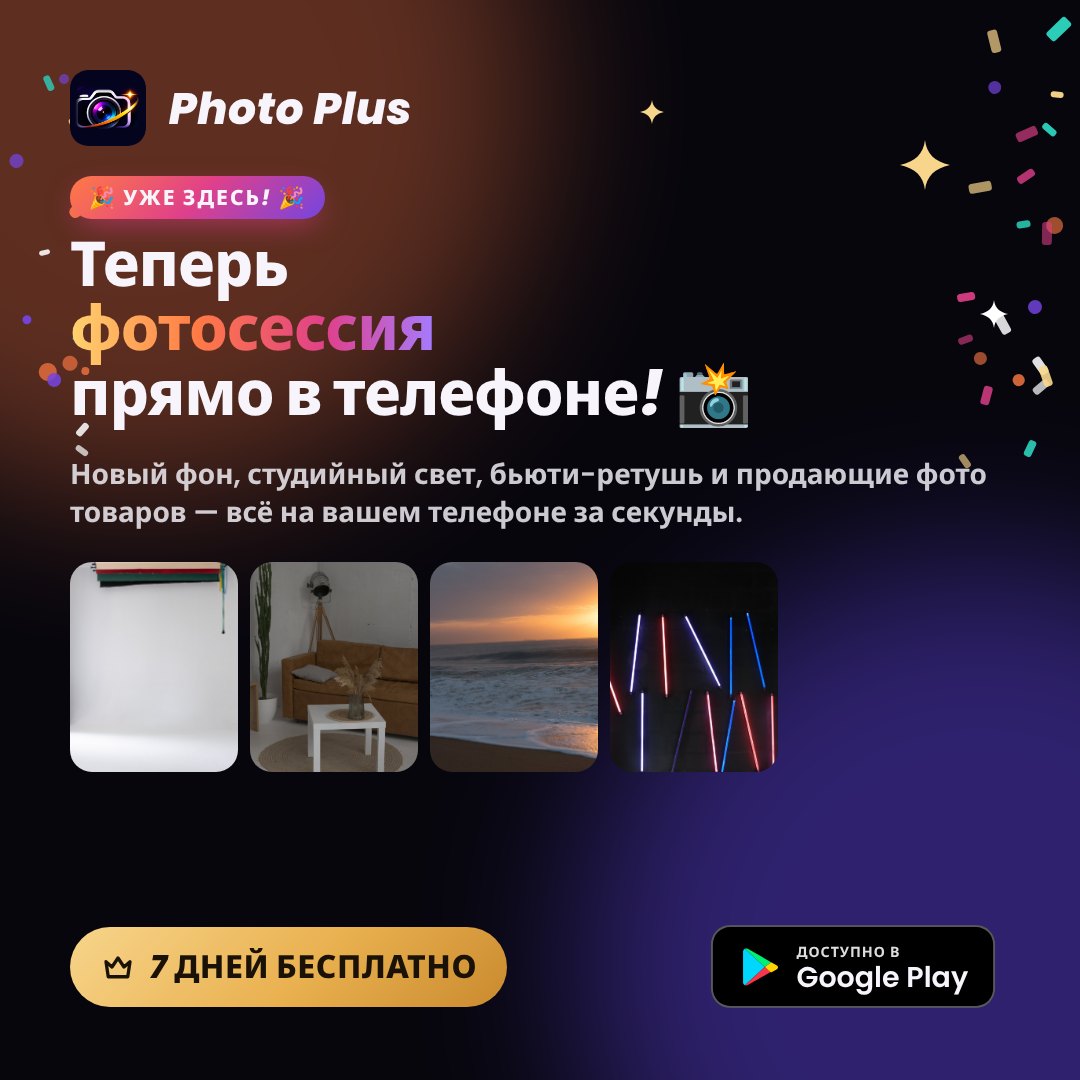 Photo Plus
🎉 УЖЕ ЗДЕСЬ! 🎉
Теперь
фотосессия
прямо в телефоне! 📸
Новый фон, студийный свет, бьюти-ретушь и продающие фото
товаров — всё на вашем телефоне за секунды.
7 ДНЕЙ БЕСПЛАТНО
ДОСТУПНО В
Google Play